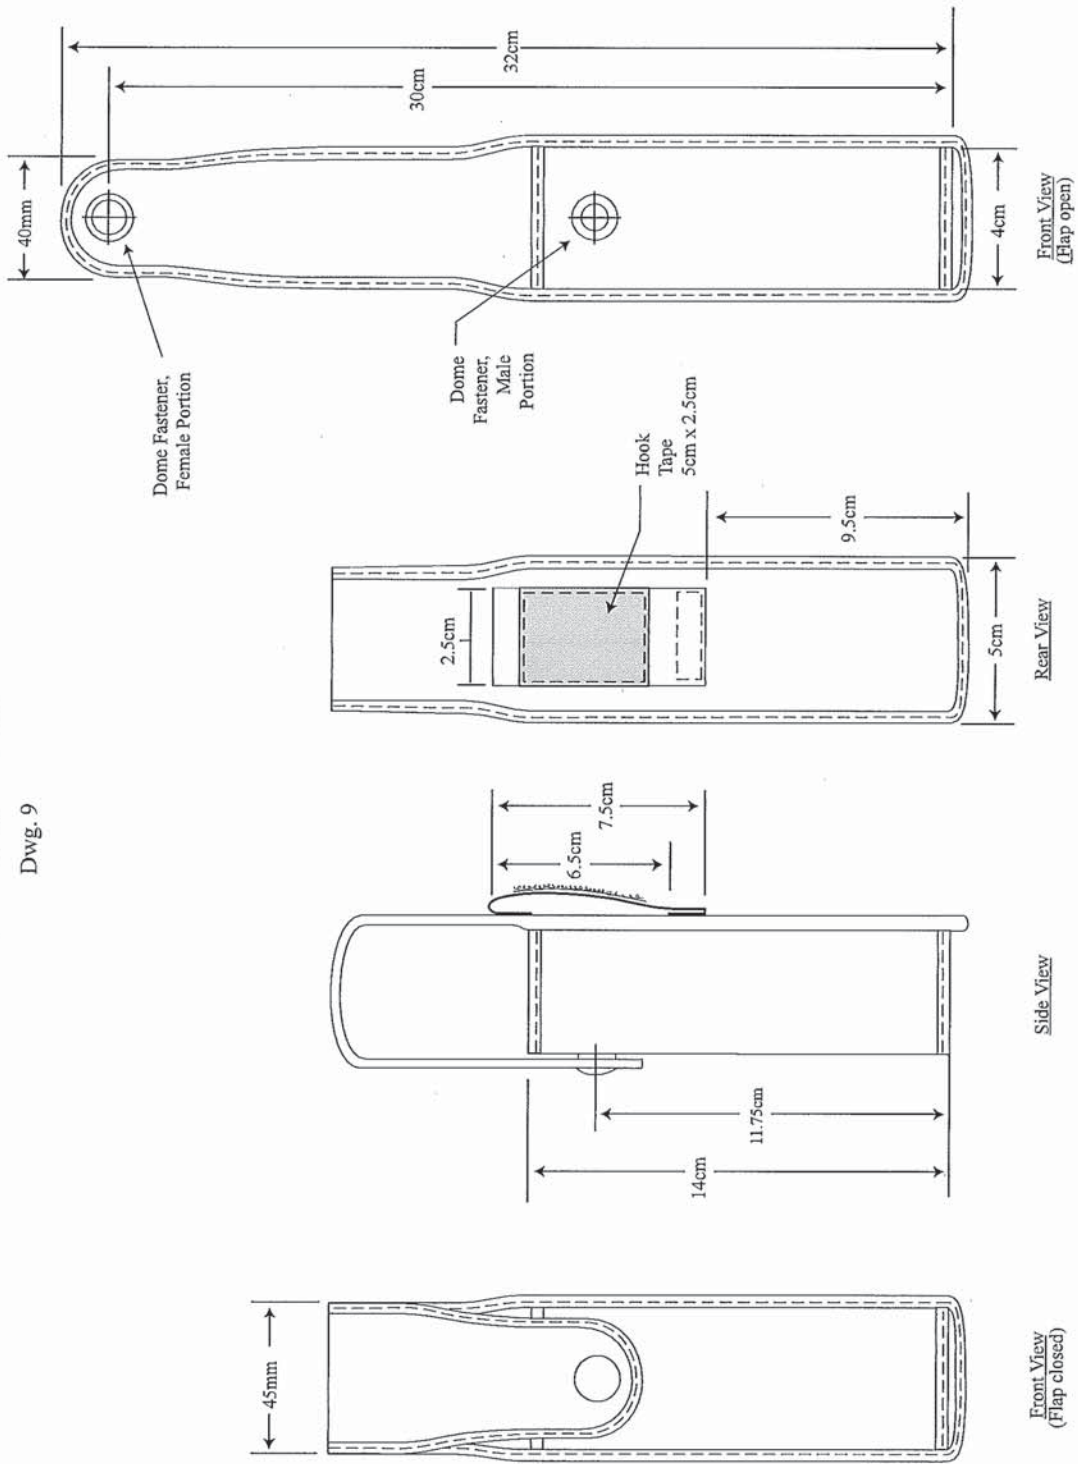 Dwg. 9
45mm
Front View
(Flap closed)
14cm
11.75cm
6.5cm
7.5cm
Side View
2.5cm
Hook
Tape
5cm x 2.5cm
9.5cm
5cm
Rear View
40mm
Dome Fastener,
Female Portion
Dome
Fastener,
Male
Portion
30cm
32cm
4cm
Front View
(Flap open)